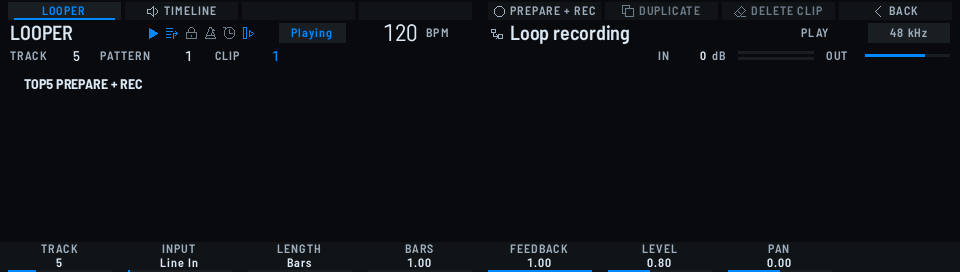 LOOPER TIMELINE PREPARE + REC DUPLICATE DELETE CLIP BACK
LOOPER Playing 120 BPM Loop recording PLAY 48 kHz
TRACK 5 PATTERN 1 CLIP 1 IN 0 dB OUT
TOP5 PREPARE + REC
TRACK INPUT LENGTH BARS FEEDBACK LEVEL PAN
5 Line In Bars 1.00 1.00 0.80 0.00